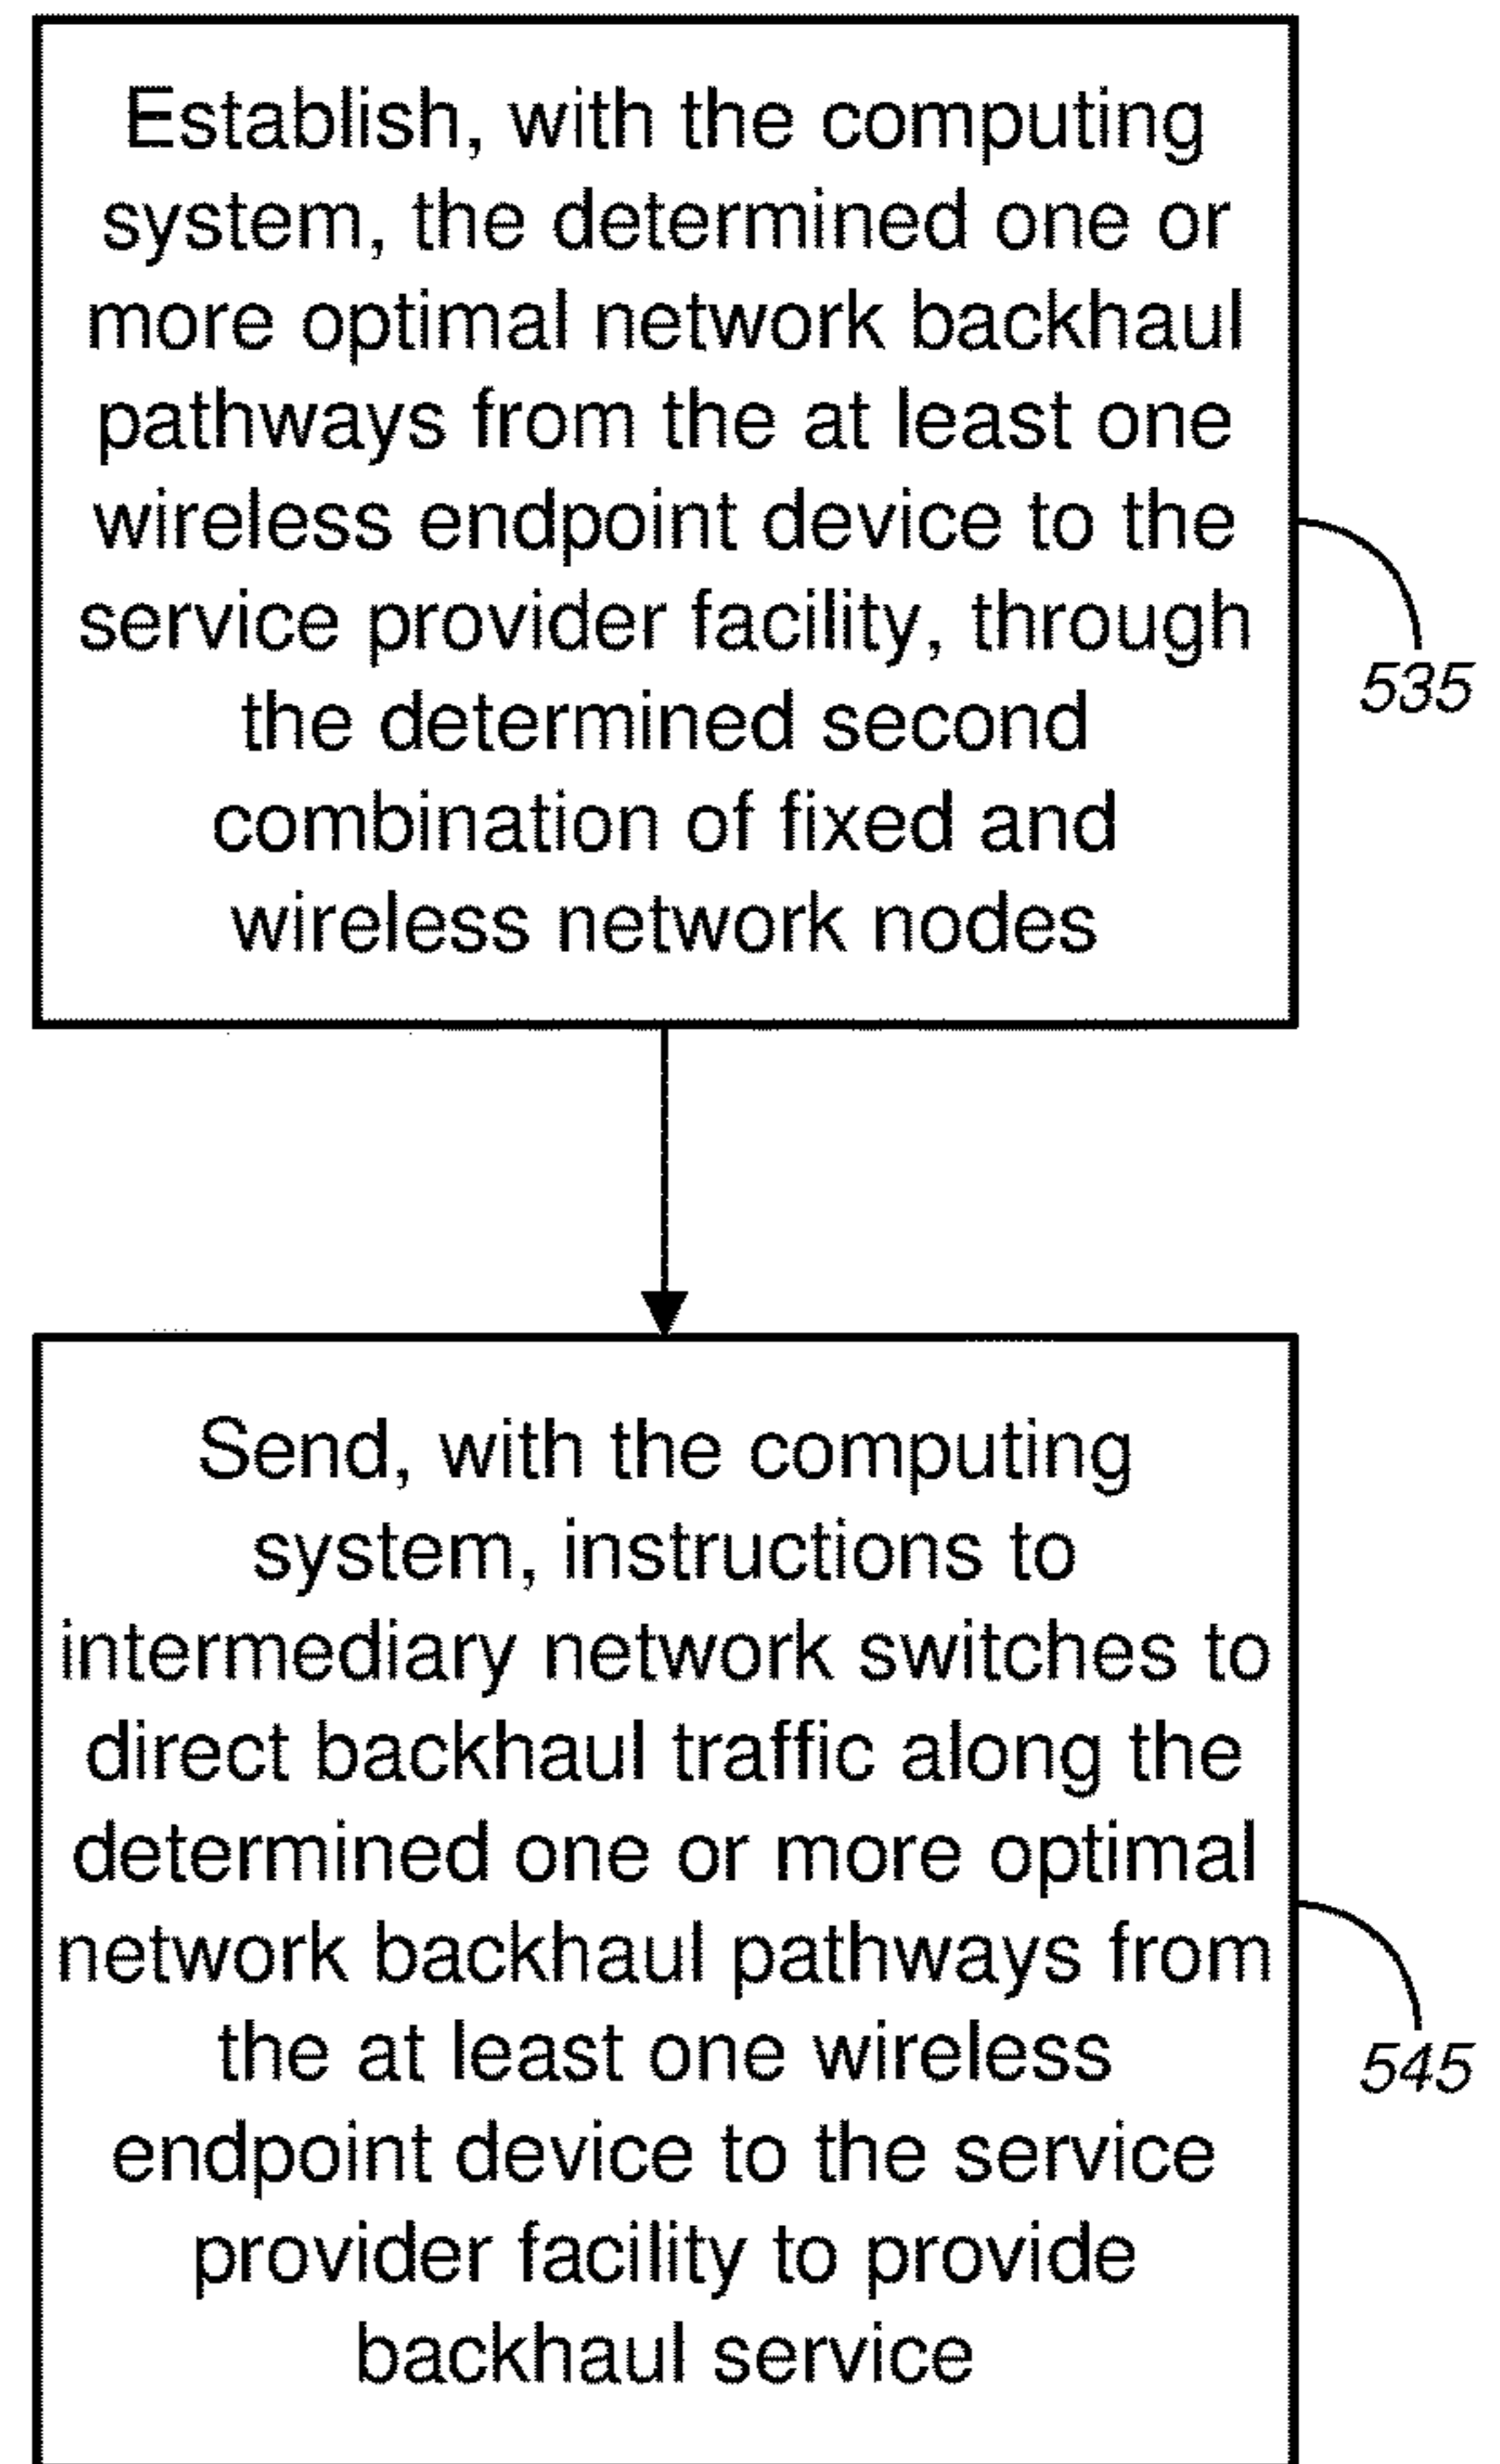 Establish, with the computing
system, the determined one or
more optimal network backhaul
pathways from the at least one
wireless endpoint device to the
service provider facility, through
the determined second
combination of fixed and
wireless network nodes
535
Send, with the computing
system, instructions to
intermediary network switches to
direct backhaul traffic along the
determined one or more optimal
network backhaul pathways from
the at least one wireless
endpoint device to the service
provider facility to provide
backhaul service
545